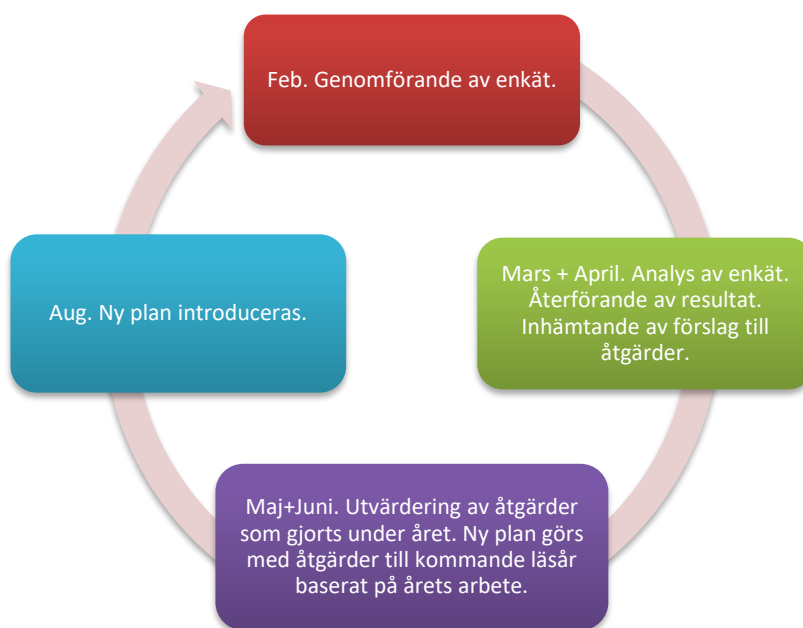 Feb. Genomförande av enkät.
Mars + April. Analys av enkät.
Återförande av resultat.
Inhämtande av förslag till
åtgärder.
Maj+Juni. Utvärdering av åtgärder
som gjorts under året. Ny plan görs
med åtgärder till kommande läsår
baserat på årets arbete.
Aug. Ny plan introduceras.